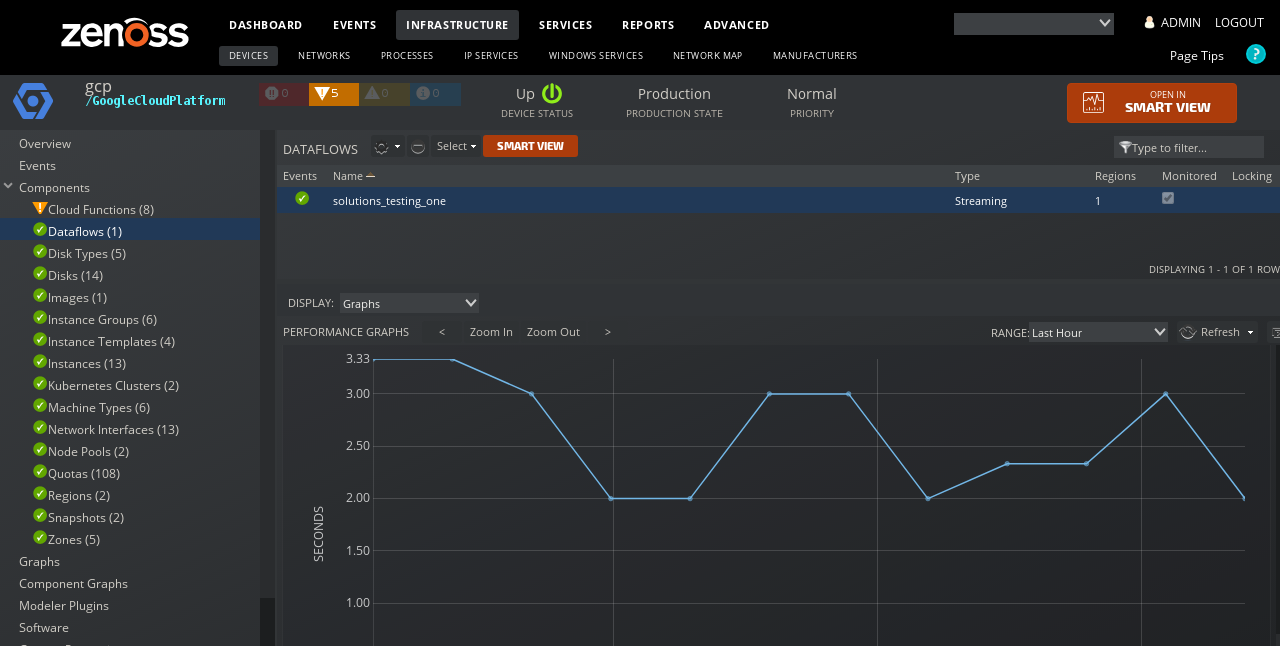 zenoss
DASHBOARD EVENTS INFRASTRUCTURE SERVICES REPORTS ADVANCED
ADMIN LOGOUT
DEVICES NETWORKS PROCESSES IP SERVICES WINDOWS SERVICES NETWORK MAP MANUFACTURERS
Page Tips ?
gcp
/GoogleCloudPlatform
0 5 0 0
Up
DEVICE STATUS
Production
PRODUCTION STATE
Normal
PRIORITY
OPEN IN
SMART VIEW
Overview
Events
Components
Cloud Functions (8)
Dataflows (1)
Disk Types (5)
Disks (14)
Images (1)
Instance Groups (6)
Instance Templates (4)
Instances (13)
Kubernetes Clusters (2)
Machine Types (6)
Network Interfaces (13)
Node Pools (2)
Quotas (108)
Regions (2)
Snapshots (2)
Zones (5)
Graphs
Component Graphs
Modeler Plugins
Software
DATAFLOWS Select SMART VIEW Type to filter...
Events Name Type Regions Monitored Locking
solutions_testing_one Streaming 1
DISPLAYING 1 - 1 OF 1 ROW
DISPLAY: Graphs
PERFORMANCE GRAPHS < Zoom In Zoom Out > RANGE: Last Hour Refresh
3.33
3.00
2.50
2.00
1.50
1.00
SECONDS